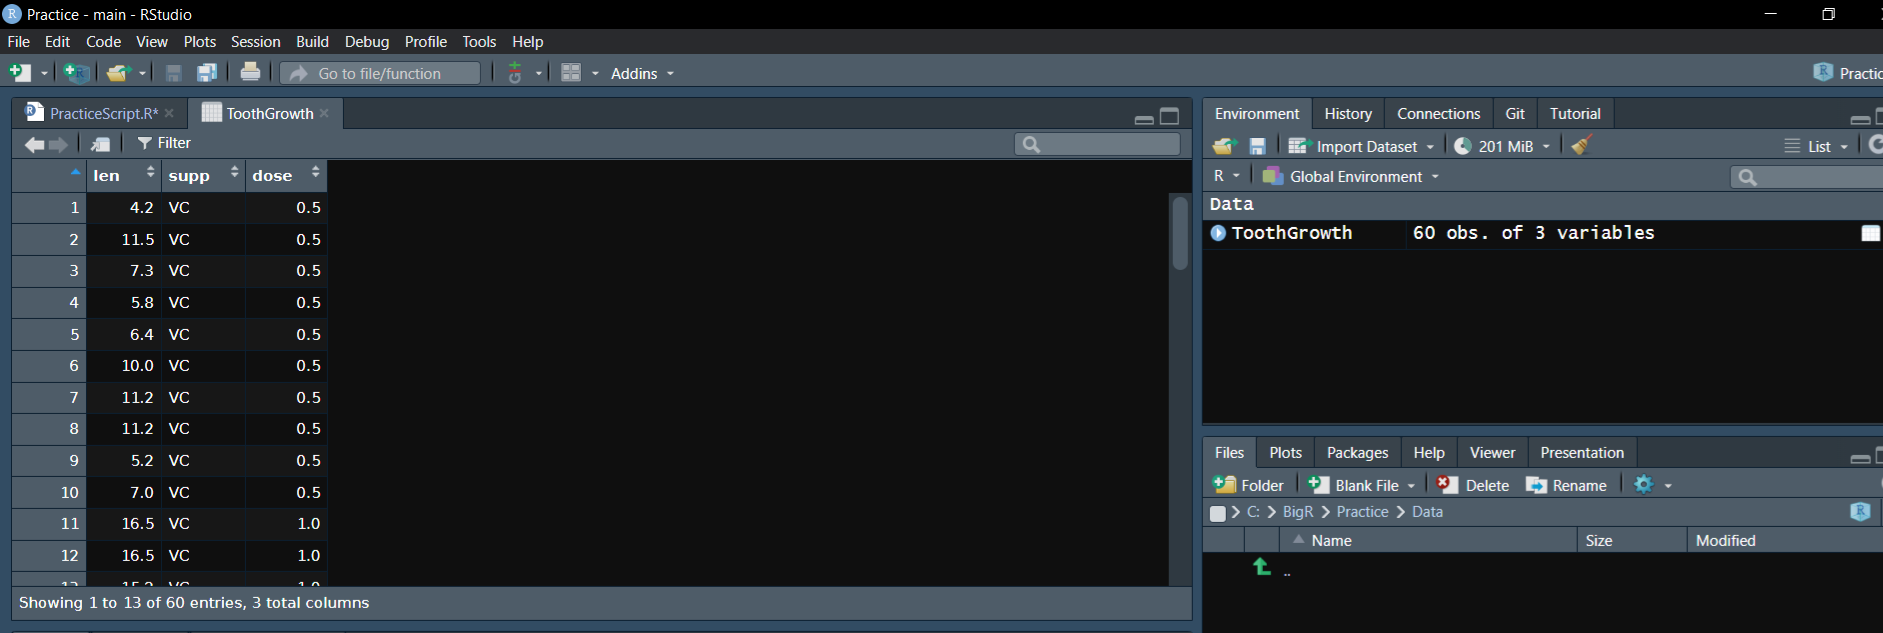 Practice - main - RStudio
File Edit Code View Plots Session Build Debug Profile Tools Help
Go to file/function Addins
PracticeScript.R* ToothGrowth
Filter
len supp dose
1 4.2 VC 0.5
2 11.5 VC 0.5
3 7.3 VC 0.5
4 5.8 VC 0.5
5 6.4 VC 0.5
6 10.0 VC 0.5
7 11.2 VC 0.5
8 11.2 VC 0.5
9 5.2 VC 0.5
10 7.0 VC 0.5
11 16.5 VC 1.0
12 16.5 VC 1.0
Showing 1 to 13 of 60 entries, 3 total columns
Environment History Connections Git Tutorial
Import Dataset 201 MiB List
R Global Environment
Data
ToothGrowth 60 obs. of 3 variables
Files Plots Packages Help Viewer Presentation
Folder Blank File Delete Rename
C: BigR Practice Data
Name Size Modified
..